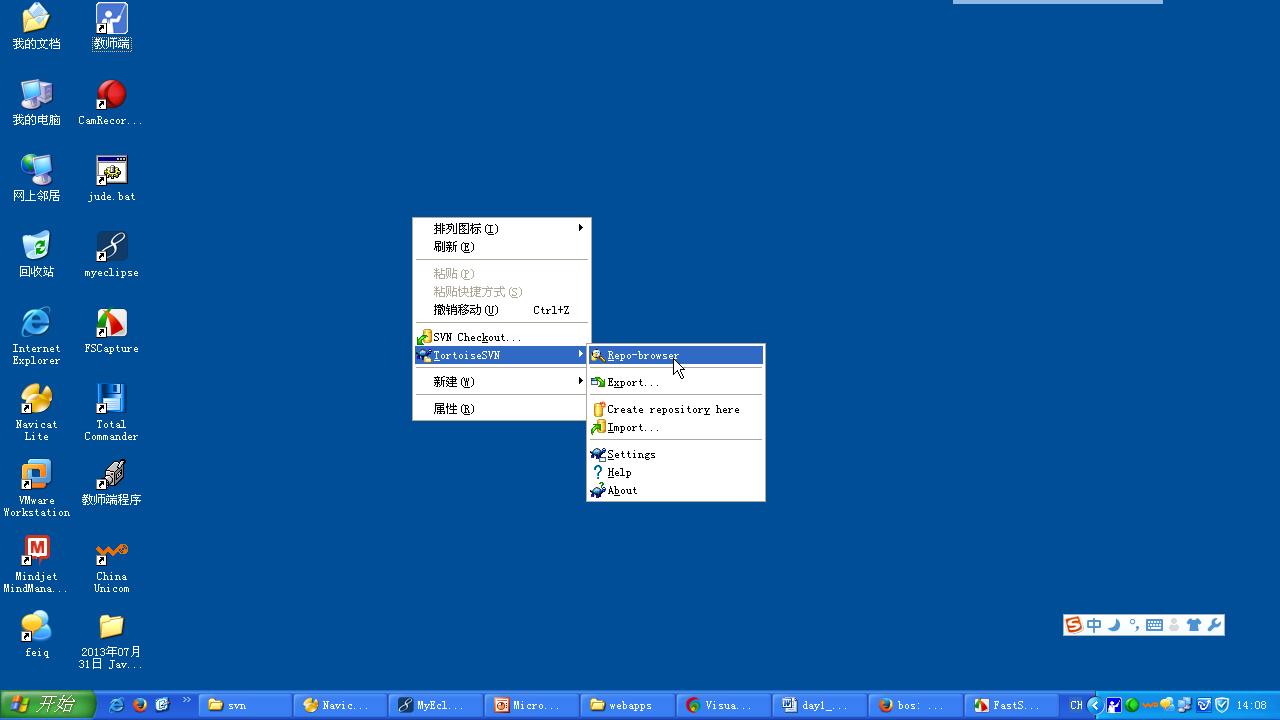 我的文档
教师端
我的电脑
CamRecor...
网上邻居
jude.bat
回收站
myeclipse
Internet
Explorer
FSCapture
Navicat
Lite
Total
Commander
VMware
Workstation
教师端程序
Mindjet
MindMana...
China
Unicom
feiq
2013年07月
31日 Jav...
排列图标(I)
刷新(E)
粘贴(P)
粘贴快捷方式(S)
撤销移动(U) Ctrl+Z
SVN Checkout...
TortoiseSVN
新建(W)
属性(R)
Repo-browser
Export...
Create repository here
Import...
Settings
Help
About
中
开始
svn
Navic...
MyEcl...
Micro...
webapps
Visua...
day1_...
bos: ...
FastS...
CH
14:08